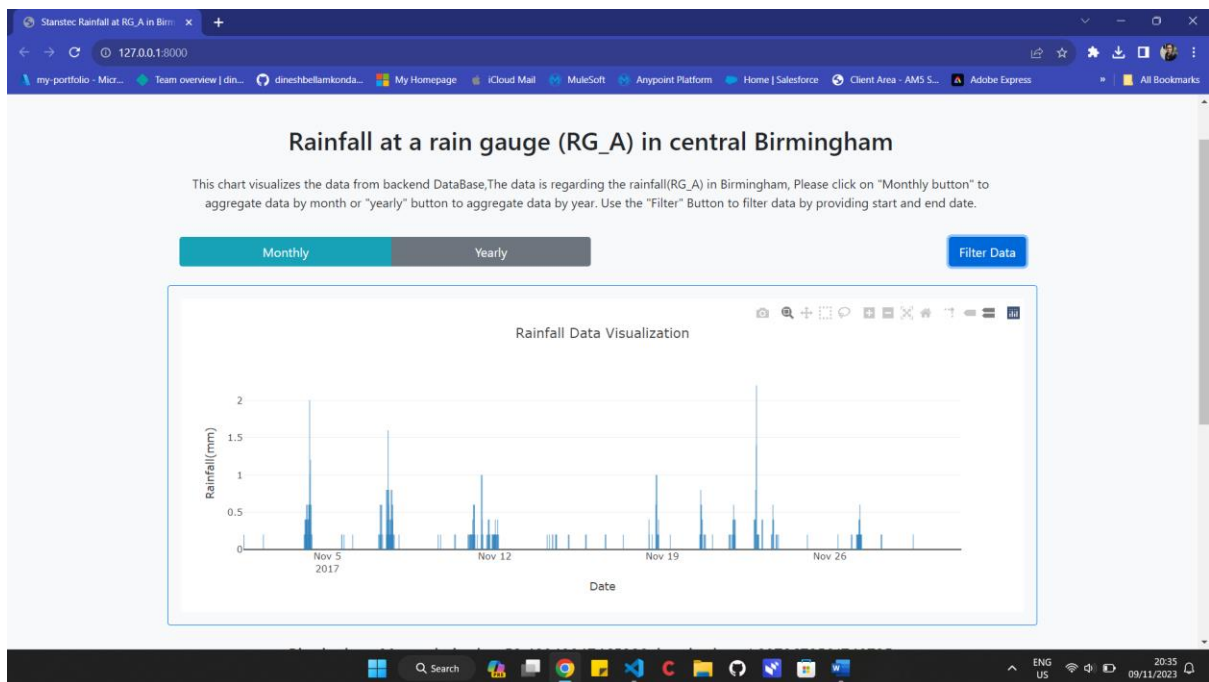 Stanstec Rainfall at RG_A in Birm
127.0.0.1:8000
my-portfolio - Micr... Team overview | din... dineshbellamkonda... My Homepage iCloud Mail MuleSoft Anypoint Platform Home | Salesforce Client Area - AMS S... Adobe Express » All Bookmarks
Rainfall at a rain gauge (RG_A) in central Birmingham
This chart visualizes the data from backend DataBase,The data is regarding the rainfall(RG_A) in Birmingham, Please click on "Monthly button" to
aggregate data by month or "yearly" button to aggregate data by year. Use the "Filter" Button to filter data by providing start and end date.
Monthly Yearly Filter Data
Rainfall Data Visualization
2
1.5
1
0.5
0
Rainfall(mm)
Nov 5 Nov 12 Nov 19 Nov 26
2017
Date
Search
ENG 20:35
US 09/11/2023